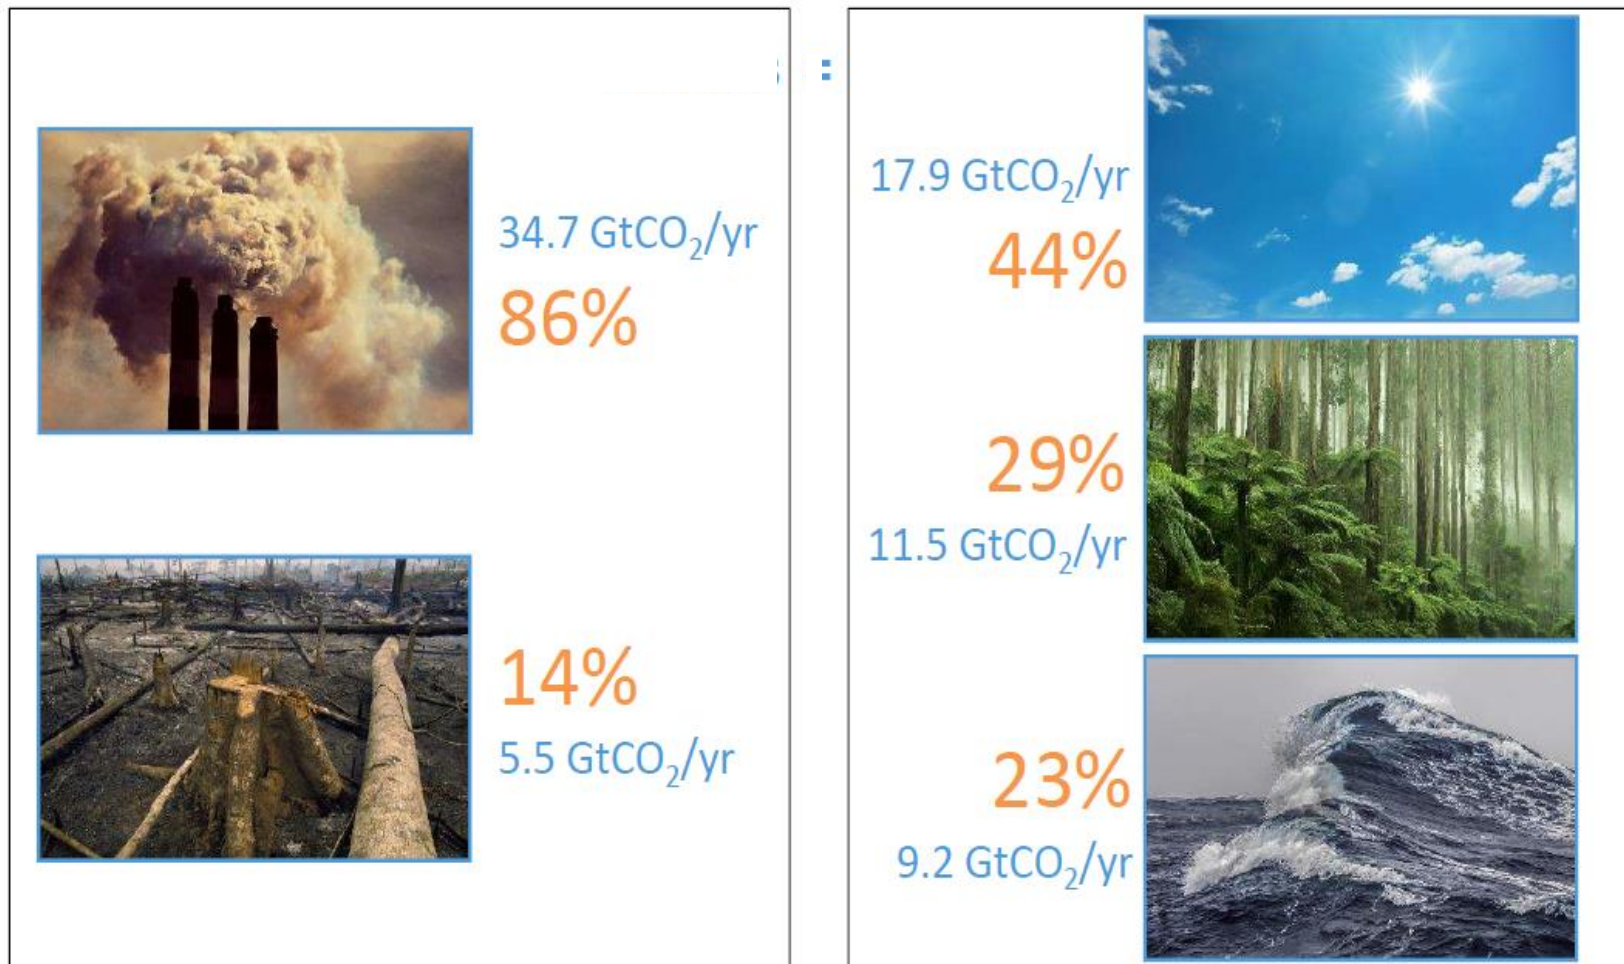 34.7 GtCO₂/yr
86%
14%
5.5 GtCO₂/yr
=
17.9 GtCO₂/yr
44%
29%
11.5 GtCO₂/yr
23%
9.2 GtCO₂/yr